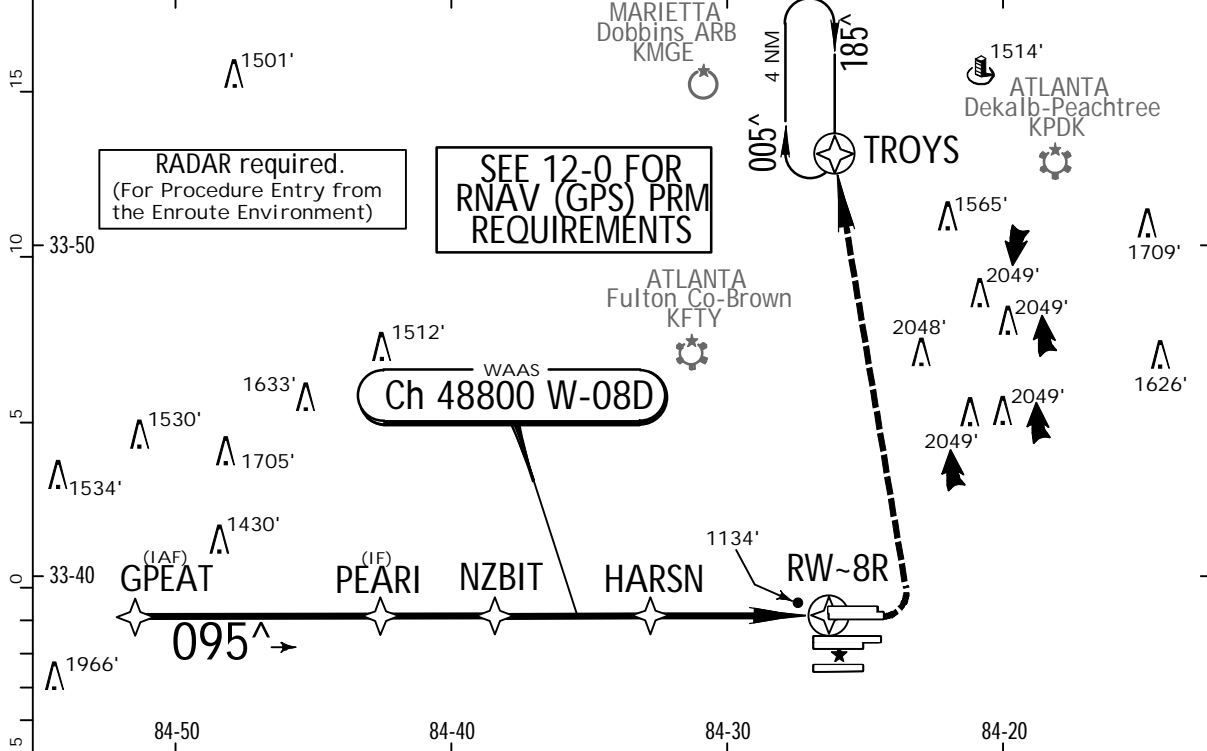 MARIETTA
Dobbins ARB
KMGE
1501'
15
4 NM
185^
005^
TROYS
1514'
ATLANTA
Dekalb-Peachtree
KPDK
RADAR required.
(For Procedure Entry from
the Enroute Environment)
SEE 12-0 FOR
RNAV (GPS) PRM
REQUIREMENTS
1565'
1709'
10
33-50
ATLANTA
Fulton Co-Brown
KFTY
2049'
2049'
2048'
1626'
1512'
1633'
WAAS
Ch 48800 W-08D
5
1530'
1705'
1534'
2049'
2049'
1430'
1134'
0
33-40
(IAF)
GPEAT
(IF)
PEARI
NZBIT
HARSN
RW~8R
095^
1966'
5
84-50
84-40
84-30
84-20